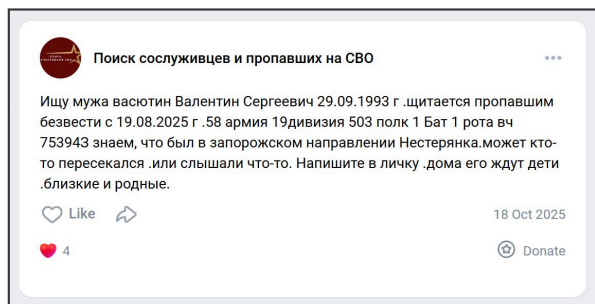 Поиск сослуживцев и пропавших на СВО
Ищу мужа васютин Валентин Сергеевич 29.09.1993 г .щитается пропавшим
безвести с 19.08.2025 г .58 армия 19дивизия 503 полк 1 Бат 1 рота вч
753943 знаем, что был в запорожском направлении Нестерянка.может кто-
то пересекался .или слышали что-то. Напишите в личку .дома его ждут дети
.близкие и родные.
Like
18 Oct 2025
4
Donate